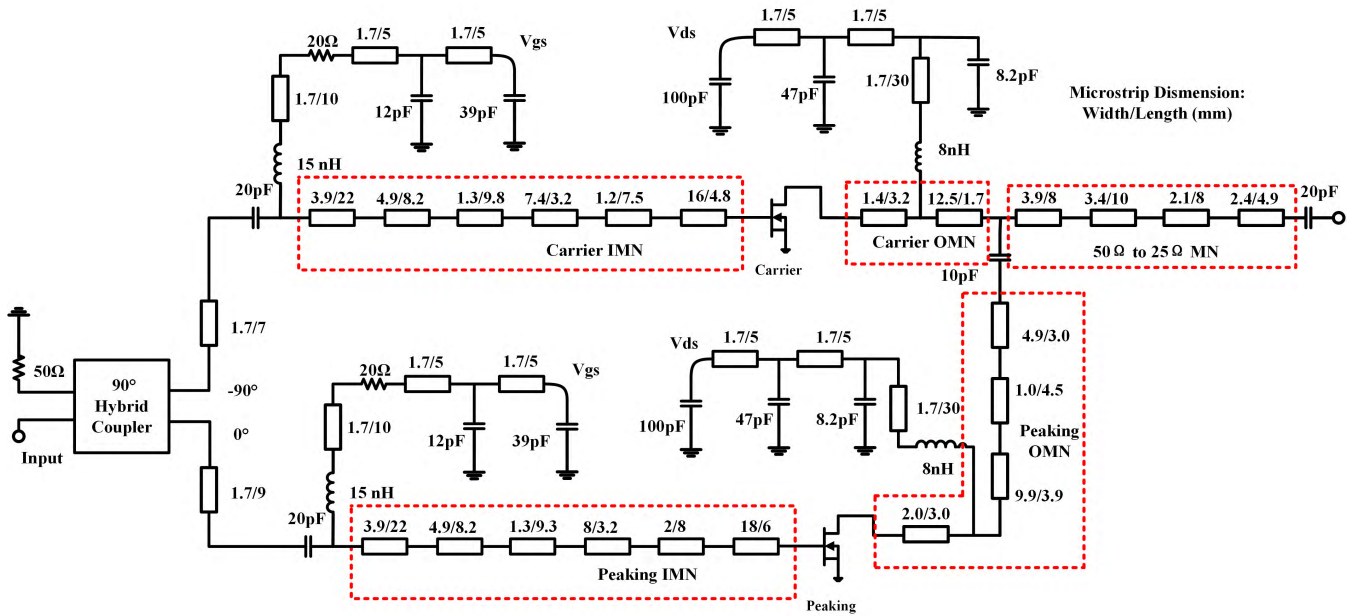 1.7/5
1.7/5
20Ω
Vgs
1.7/10
12pF
39pF
15 nH
20pF
3.9/22
4.9/8.2
1.3/9.8
7.4/3.2
1.2/7.5
16/4.8
Carrier IMN
Carrier
Vds
1.7/5
1.7/5
100pF
47pF
1.7/30
8.2pF
8nH
Microstrip Dismension:
Width/Length (mm)
1.4/3.2
12.5/1.7
Carrier OMN
3.9/8
3.4/10
2.1/8
2.4/4.9
20pF
50Ω to 25Ω MN
10pF
1.7/7
50Ω
90°
Hybrid
Coupler
-90°
0°
Input
1.7/9
20pF
20Ω
1.7/5
1.7/5
Vgs
1.7/10
12pF
39pF
15 nH
3.9/22
4.9/8.2
1.3/9.3
8/3.2
2/8
18/6
Peaking IMN
Peaking
Vds
1.7/5
1.7/5
100pF
47pF
8.2pF
1.7/30
8nH
2.0/3.0
4.9/3.0
1.0/4.5
Peaking
OMN
9.9/3.9